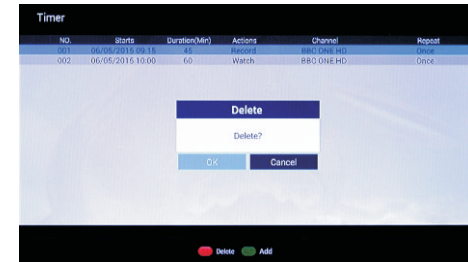 Timer
NO. Starts Duration(Min) Actions Channel Repeat
001 06/05/2015 09:15 45 Record BBC ONE HD Once
002 06/05/2015 10:00 60 Watch BBC ONE HD Once
Delete
Delete?
OK Cancel
Delete Add